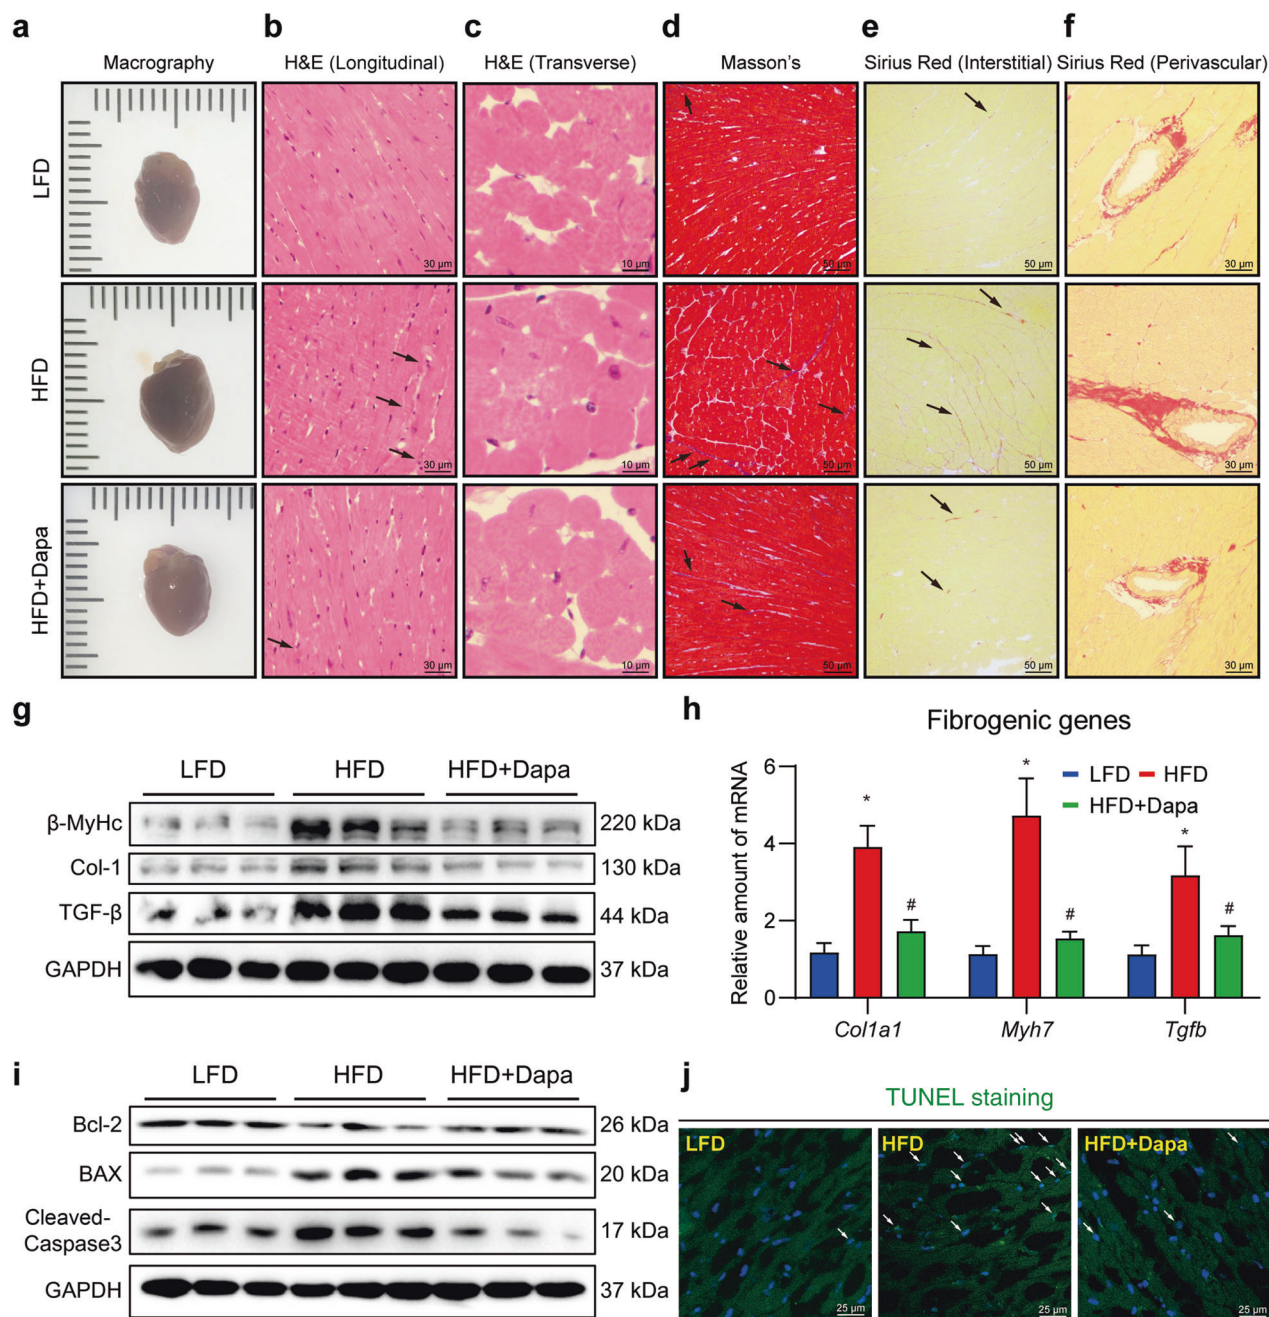 a b c d e f
Macrography H&E (Longitudinal) H&E (Transverse) Masson's Sirius Red (Interstitial) Sirius Red (Perivascular)
LFD
30 μm 10 μm 50 μm 50 μm 30 μm
HFD
30 μm 10 μm 50 μm 50 μm 30 μm
HFD+Dapa
30 μm 10 μm 50 μm 50 μm 30 μm
g
LFD HFD HFD+Dapa
β-MyHc 220 kDa
Col-1 130 kDa
TGF-β 44 kDa
GAPDH 37 kDa
h
Fibrogenic genes
LFD HFD
HFD+Dapa
Relative amount of mRNA
6
4
2
0
* * *
# # #
Col1a1 Myh7 Tgfb
i
LFD HFD HFD+Dapa
Bcl-2 26 kDa
BAX 20 kDa
Cleaved-
Caspase3 17 kDa
GAPDH 37 kDa
j
TUNEL staining
LFD HFD HFD+Dapa
25 μm 25 μm 25 μm